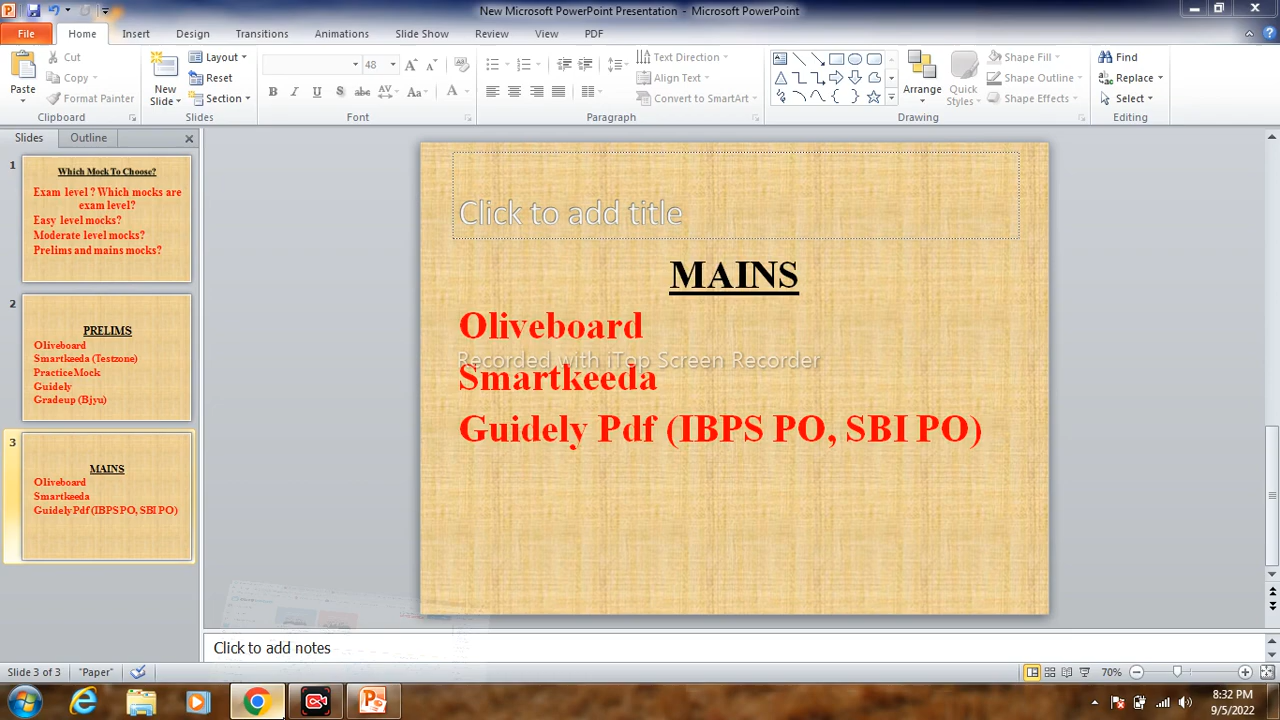 New Microsoft PowerPoint Presentation - Microsoft PowerPoint
File Home Insert Design Transitions Animations Slide Show Review View PDF
Paste
Cut
Copy
Format Painter
Clipboard
New Slide
Layout
Reset
Section
Slides
48
B I U S abc AV Aa A
Font
Text Direction
Align Text
Convert to SmartArt
Paragraph
Arrange
Quick Styles
Shape Fill
Shape Outline
Shape Effects
Drawing
Find
Replace
Select
Editing
Slides Outline
1
Which Mock To Choose?
Exam level ? Which mocks are
exam level?
Easy level mocks?
Moderate level mocks?
Prelims and mains mocks?
2
PRELIMS
Oliveboard
Smartkeeda (Testzone)
Practice Mock
Guidely
Gradeup (Bjyu)
3
MAINS
Oliveboard
Smartkeeda
Guidely Pdf (IBPS PO, SBI PO)
Click to add title
MAINS
Oliveboard
Recorded with iTop Screen Recorder
Smartkeeda
Guidely Pdf (IBPS PO, SBI PO)
Click to add notes
Slide 3 of 3 "Paper" 70%
8:32 PM
9/5/2022